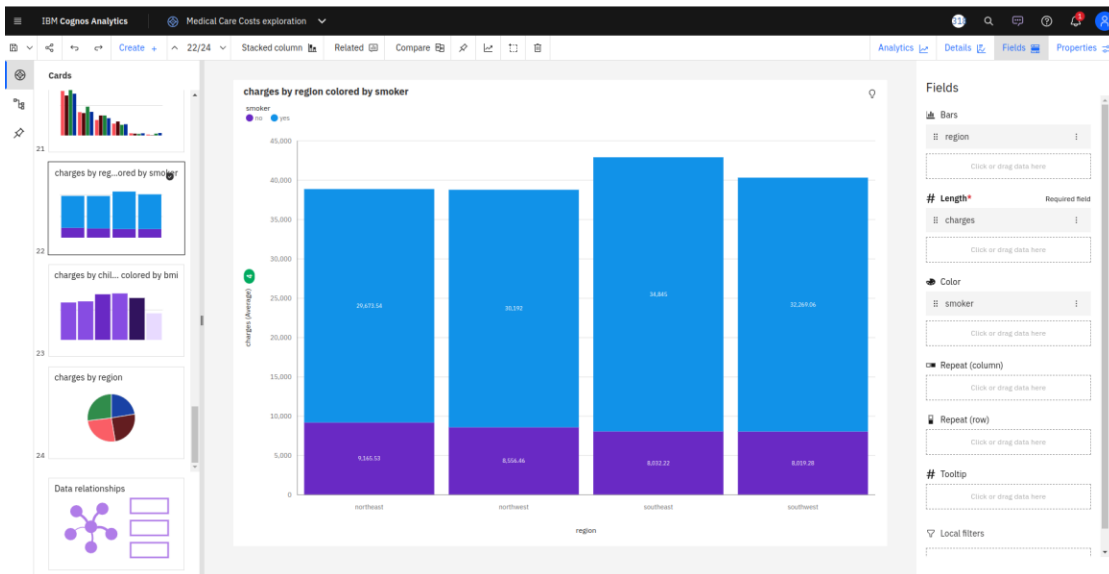 IBM Cognos Analytics
Medical Care Costs exploration
1
Create +
22/24
Stacked column
Related
Compare
Analytics
Details
Fields
Properties
Cards
21
charges by reg...ored by smoker
22
charges by chil... colored by bmi
23
charges by region
24
Data relationships
charges by region colored by smoker
smoker
no
yes
45,000
40,000
35,000
30,000
25,000
20,000
15,000
10,000
5,000
0
charges (Average)
29,673.54
30,192
34,845
32,269.06
9,165.53
8,556.46
8,032.22
8,019.28
northeast
northwest
southeast
southwest
region
Fields
Bars
region
Click or drag data here
# Length*
Required field
charges
Click or drag data here
Color
smoker
Click or drag data here
Repeat (column)
Click or drag data here
Repeat (row)
Click or drag data here
# Tooltip
Click or drag data here
Local filters